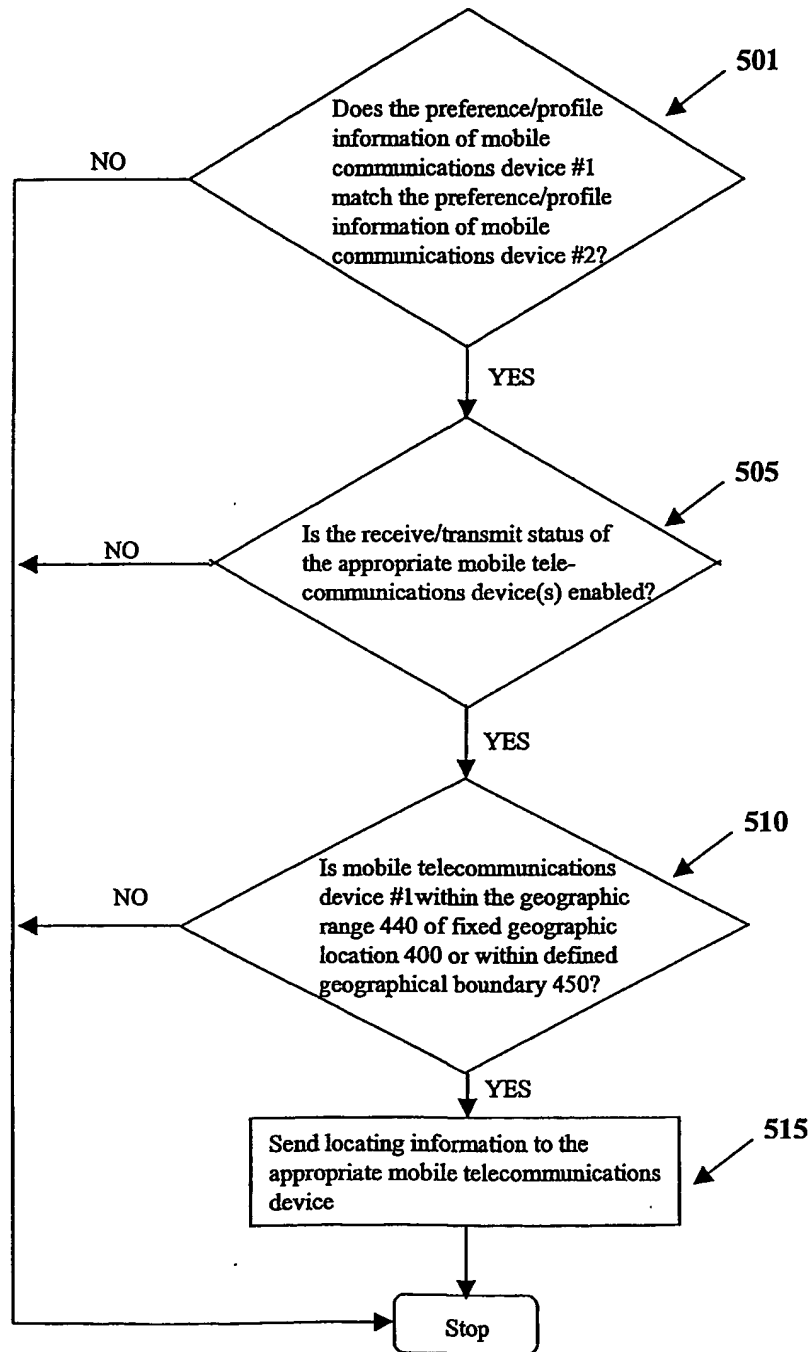 501
Does the preference/profile
information of mobile
communications device #1
match the preference/profile
information of mobile
communications device #2?
NO
YES
505
Is the receive/transmit status of
the appropriate mobile tele-
communications device(s) enabled?
NO
YES
510
Is mobile telecommunications
device #1within the geographic
range 440 of fixed geographic
location 400 or within defined
geographical boundary 450?
NO
YES
515
Send locating information to the
appropriate mobile telecommunications
device
Stop